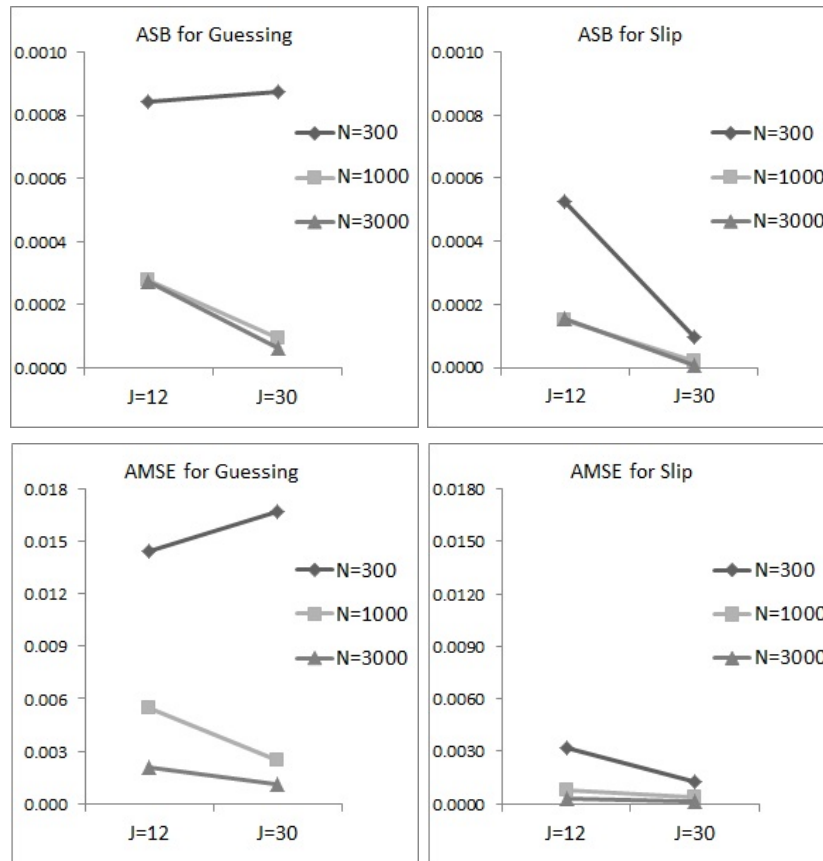 ASB for Guessing
0.0010
0.0008
0.0006
0.0004
0.0002
0.0000
N=300
N=1000
N=3000
J=12 J=30
ASB for Slip
0.0010
0.0008
0.0006
0.0004
0.0002
0.0000
N=300
N=1000
N=3000
J=12 J=30
AMSE for Guessing
0.018
0.015
0.012
0.009
0.006
0.003
0.000
N=300
N=1000
N=3000
J=12 J=30
AMSE for Slip
0.0180
0.0150
0.0120
0.0090
0.0060
0.0030
0.0000
N=300
N=1000
N=3000
J=12 J=30